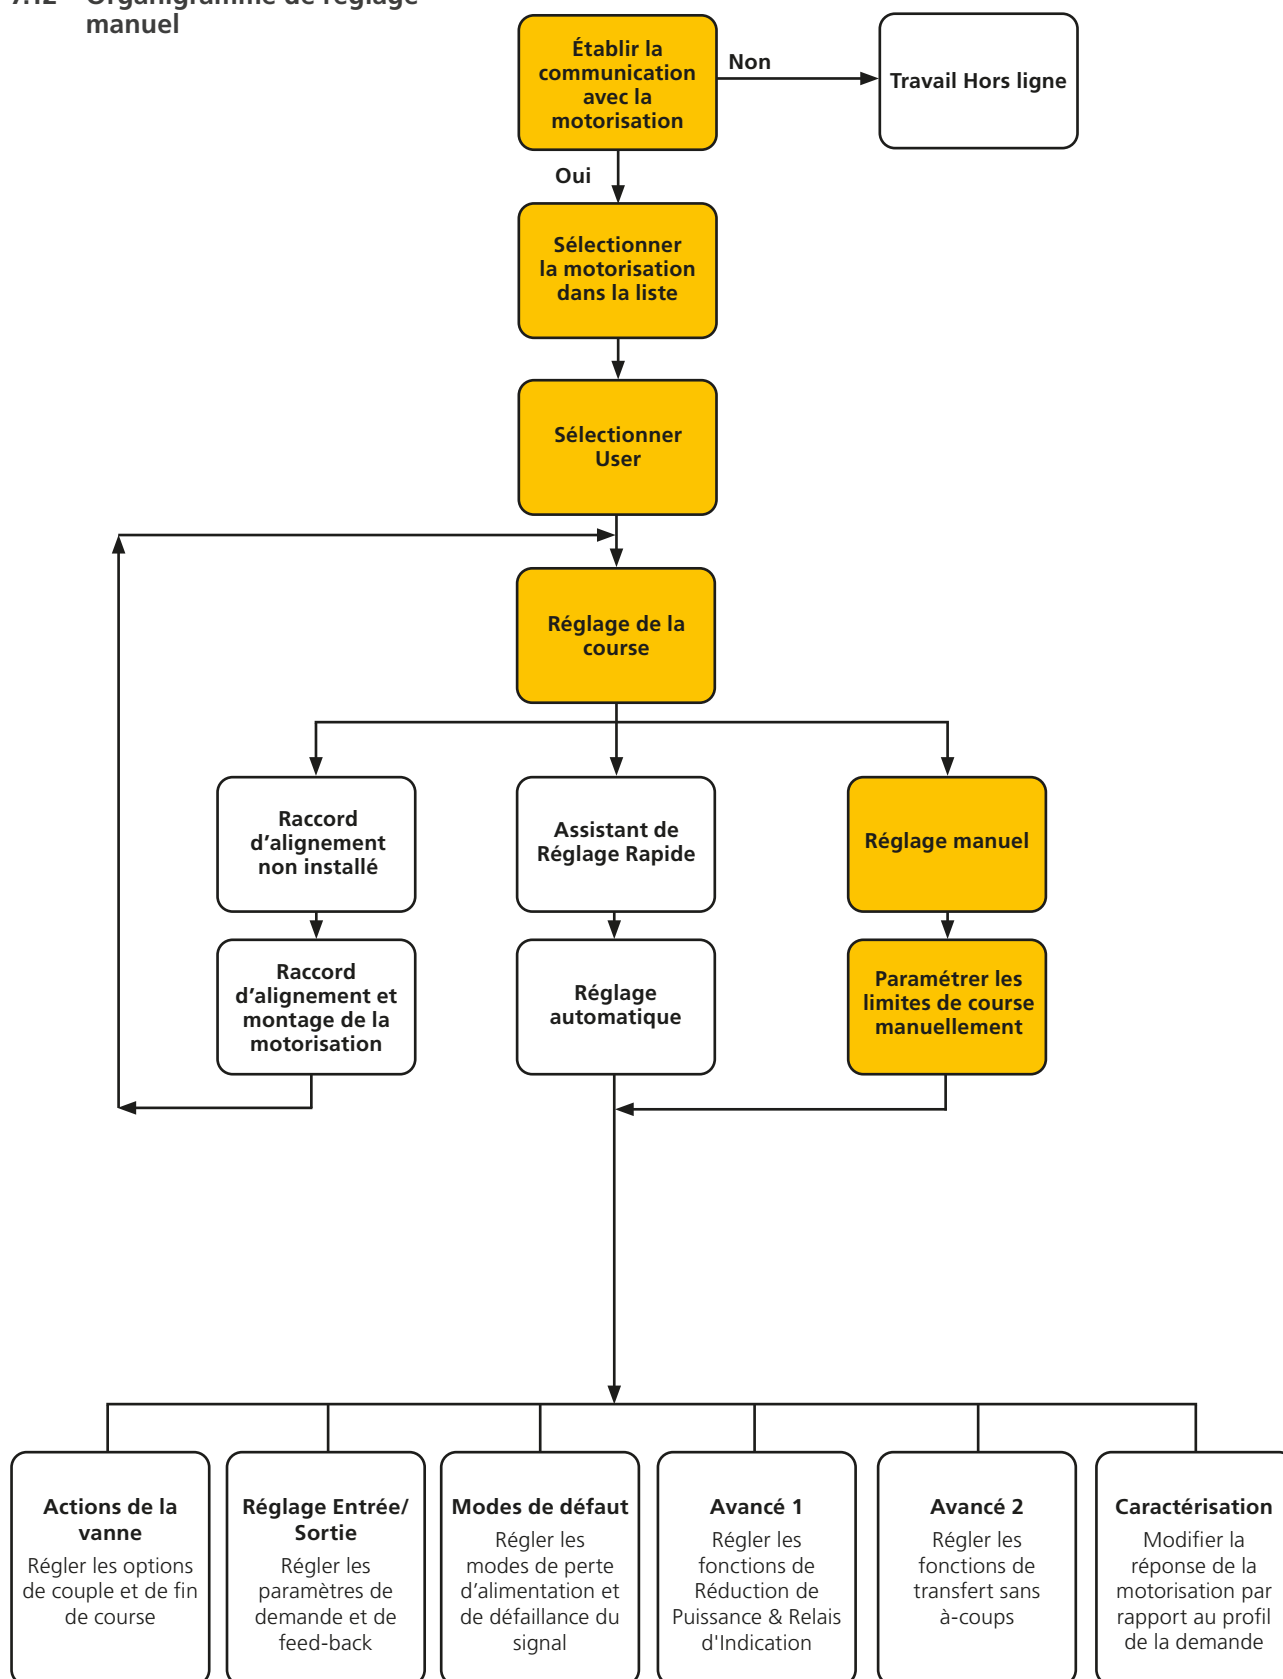 7.12 Organigramme de réglage
manuel
Établir la
communication
avec la
motorisation
Non
Travail Hors ligne
Oui
Sélectionner
la motorisation
dans la liste
Sélectionner
User
Réglage de la
course
Raccord
d’alignement
non installé
Assistant de
Réglage Rapide
Réglage manuel
Raccord
d’alignement et
montage de la
motorisation
Réglage
automatique
Paramétrer les
limites de course
manuellement
Actions de la
vanne
Régler les options
de couple et de fin
de course
Réglage Entrée/
Sortie
Régler les
paramètres de
demande et de
feed-back
Modes de défaut
Régler les
modes de perte
d’alimentation et
de défaillance du
signal
Avancé 1
Régler les
fonctions de
Réduction de
Puissance & Relais
d'Indication
Avancé 2
Régler les
fonctions de
transfert sans
à-coups
Caractérisation
Modifier la
réponse de la
motorisation par
rapport au profil
de la demande